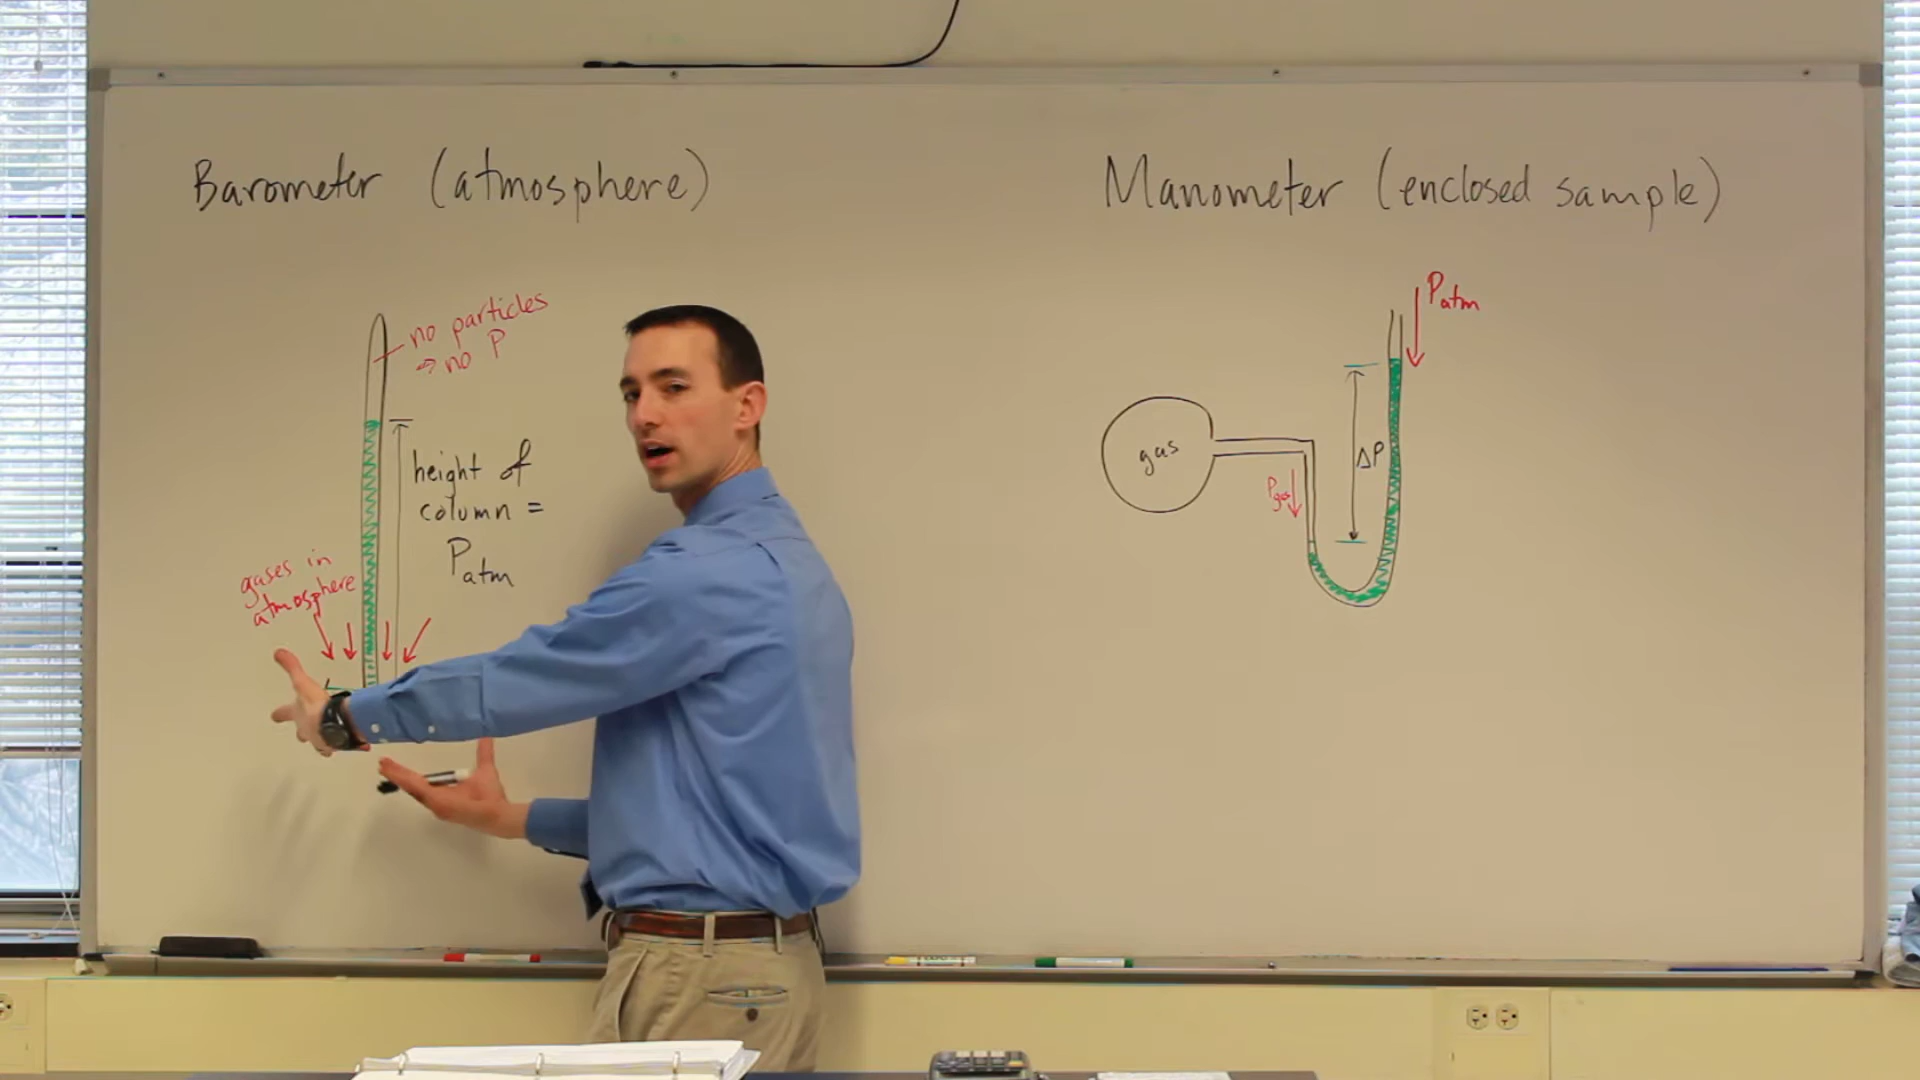 Barometer (atmosphere)
no particles
⇒ no P
height of
column =
Patm
gases in
atmosphere
Manometer (enclosed sample)
Patm
gas
ΔP
Pgas